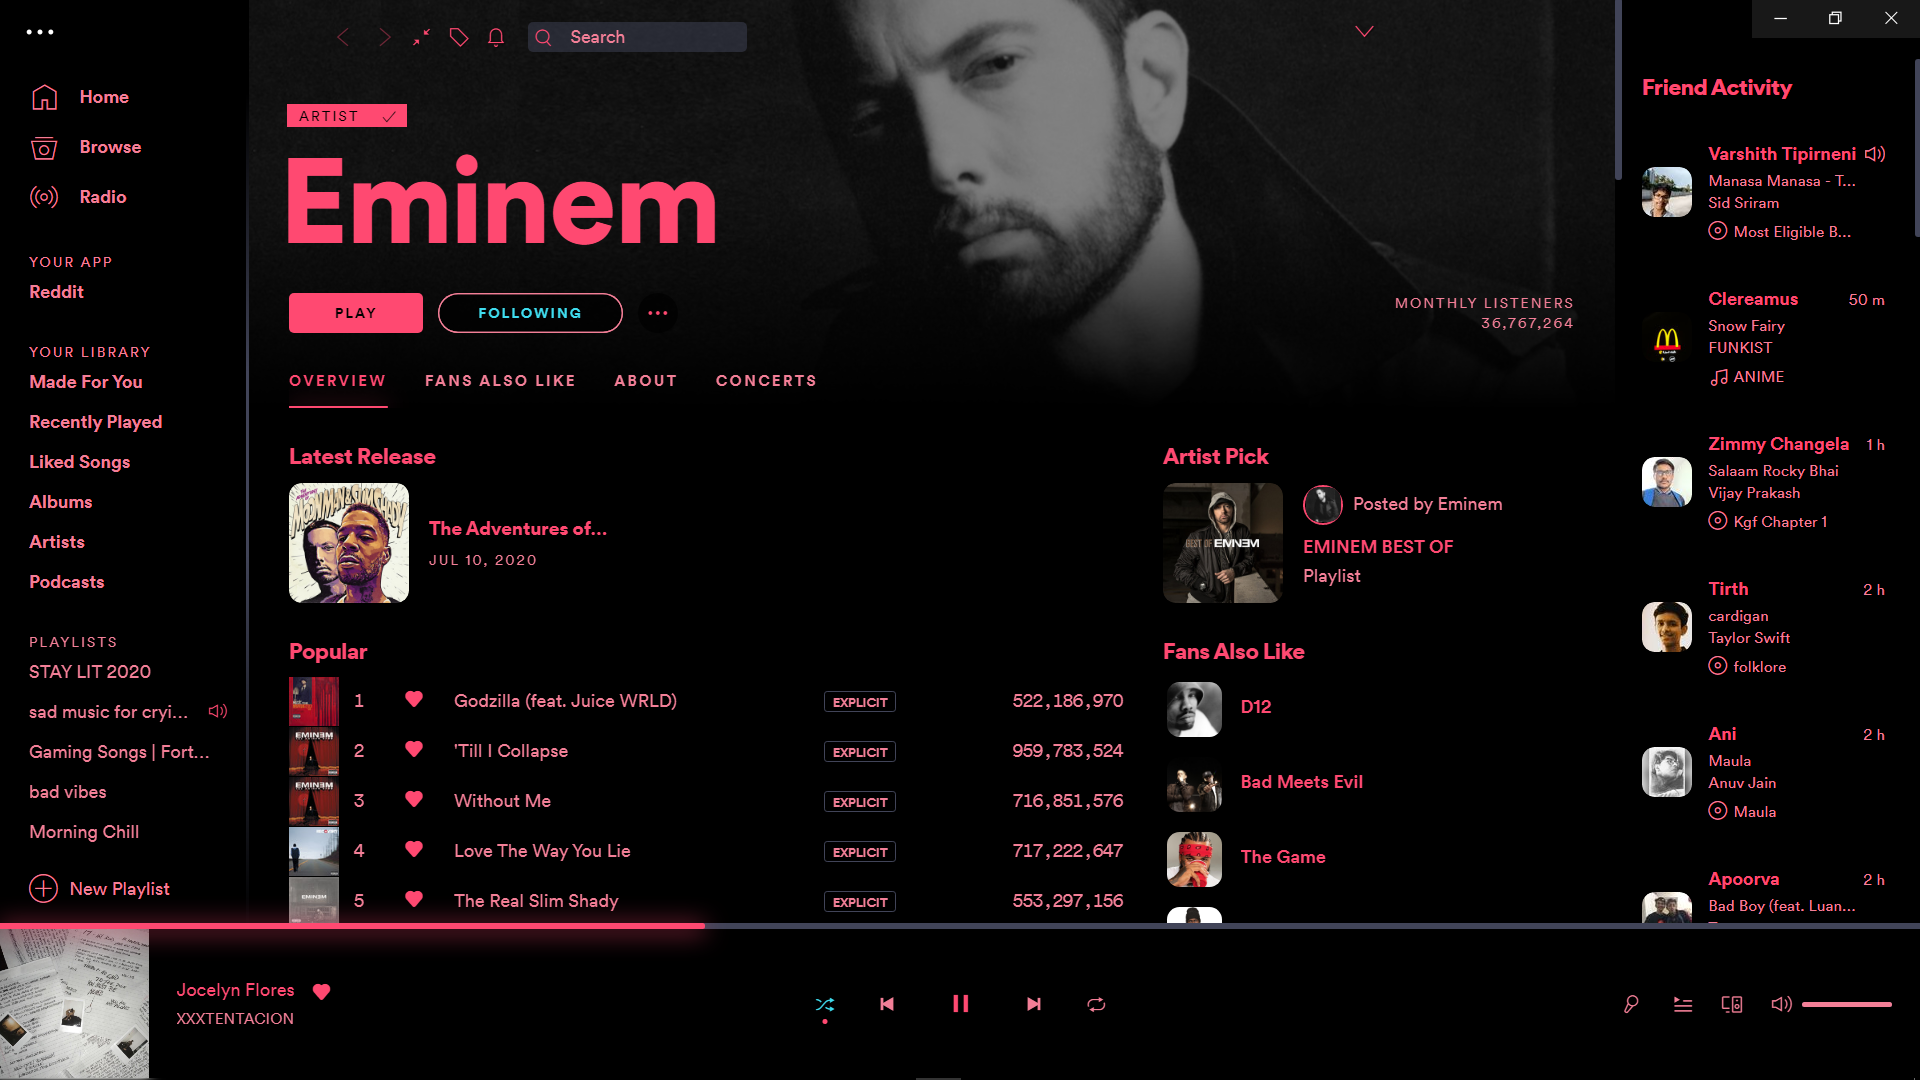 Home
Browse
Radio
YOUR APP
Reddit
YOUR LIBRARY
Made For You
Recently Played
Liked Songs
Albums
Artists
Podcasts
PLAYLISTS
STAY LIT 2020
sad music for cryi...
Gaming Songs | Fort...
bad vibes
Morning Chill
New Playlist
Search
ARTIST
Eminem
PLAY
FOLLOWING
MONTHLY LISTENERS
36,767,264
OVERVIEW FANS ALSO LIKE ABOUT CONCERTS
Latest Release
The Adventures of...
JUL 10, 2020
Artist Pick
BEST OF EMINEM
Posted by Eminem
EMINEM BEST OF
Playlist
Popular
1 Godzilla (feat. Juice WRLD) EXPLICIT 522,186,970
2 'Till I Collapse EXPLICIT 959,783,524
3 Without Me EXPLICIT 716,851,576
4 Love The Way You Lie EXPLICIT 717,222,647
5 The Real Slim Shady EXPLICIT 553,297,156
Fans Also Like
D12
Bad Meets Evil
The Game
Friend Activity
Varshith Tipirneni
Manasa Manasa - T...
Sid Sriram
Most Eligible B...
Clereamus 50 m
Snow Fairy
FUNKIST
ANIME
Zimmy Changela 1 h
Salaam Rocky Bhai
Vijay Prakash
Kgf Chapter 1
Tirth 2 h
cardigan
Taylor Swift
folklore
Ani 2 h
Maula
Anuv Jain
Maula
Apoorva 2 h
Bad Boy (feat. Luan...
Jocelyn Flores
XXXTENTACION